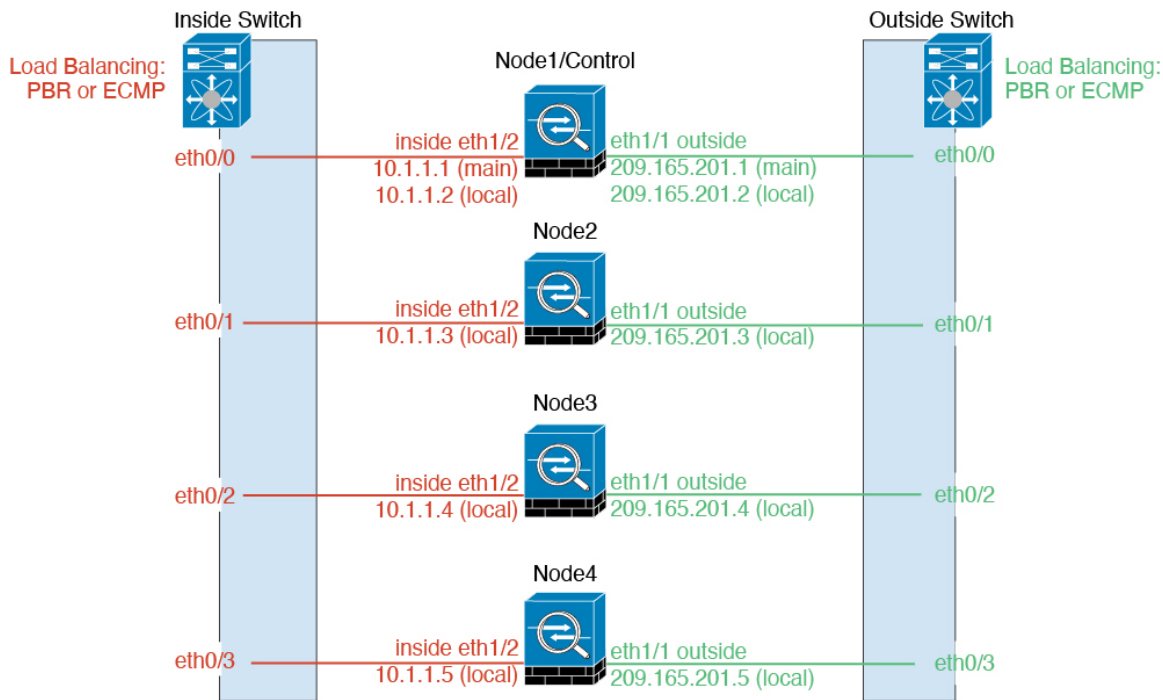 Inside Switch
Outside Switch
Load Balancing:
PBR or ECMP
Node1/Control
Load Balancing:
PBR or ECMP
eth0/0
inside eth1/2
10.1.1.1 (main)
10.1.1.2 (local)
eth1/1 outside
209.165.201.1 (main)
209.165.201.2 (local)
eth0/0
Node2
eth0/1
inside eth1/2
10.1.1.3 (local)
eth1/1 outside
209.165.201.3 (local)
eth0/1
Node3
eth0/2
inside eth1/2
10.1.1.4 (local)
eth1/1 outside
209.165.201.4 (local)
eth0/2
Node4
eth0/3
inside eth1/2
10.1.1.5 (local)
eth1/1 outside
209.165.201.5 (local)
eth0/3